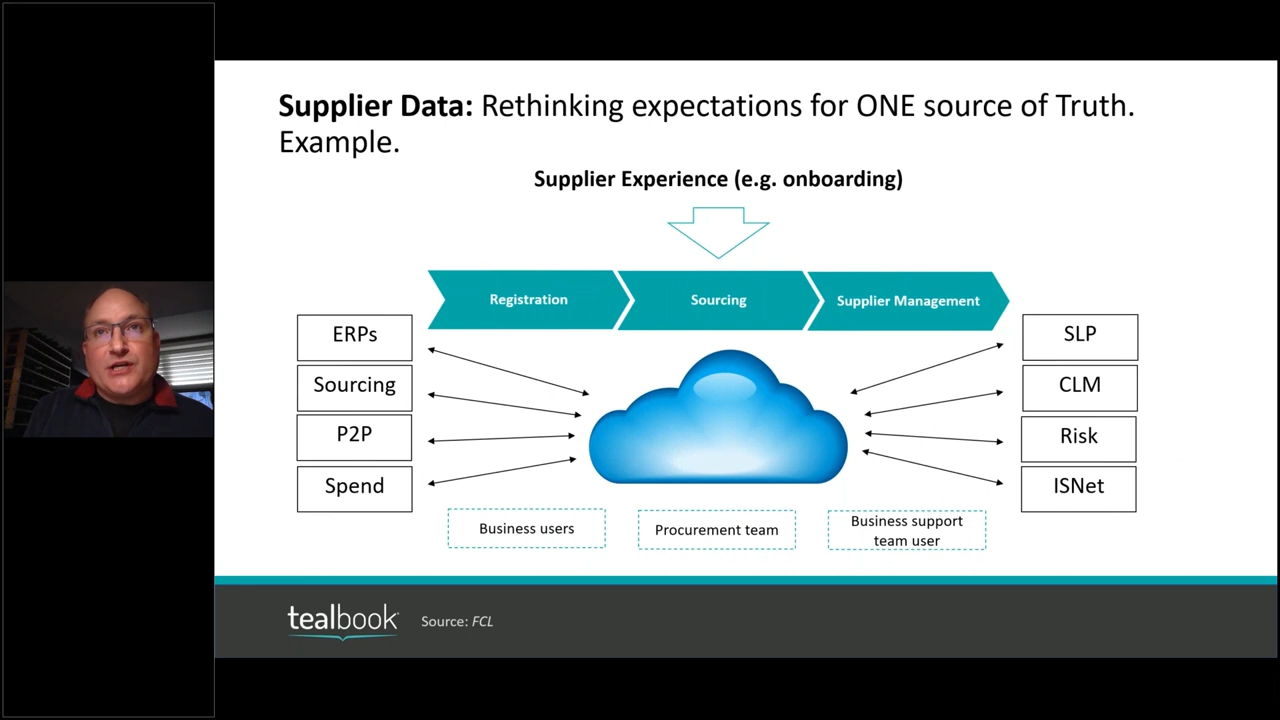 Supplier Data: Rethinking expectations for ONE source of Truth.
Example.
Supplier Experience (e.g. onboarding)
Registration
Sourcing
Supplier Management
ERPs
Sourcing
P2P
Spend
SLP
CLM
Risk
ISNet
Business users
Procurement team
Business support
team user
tealbook
Source: FCL